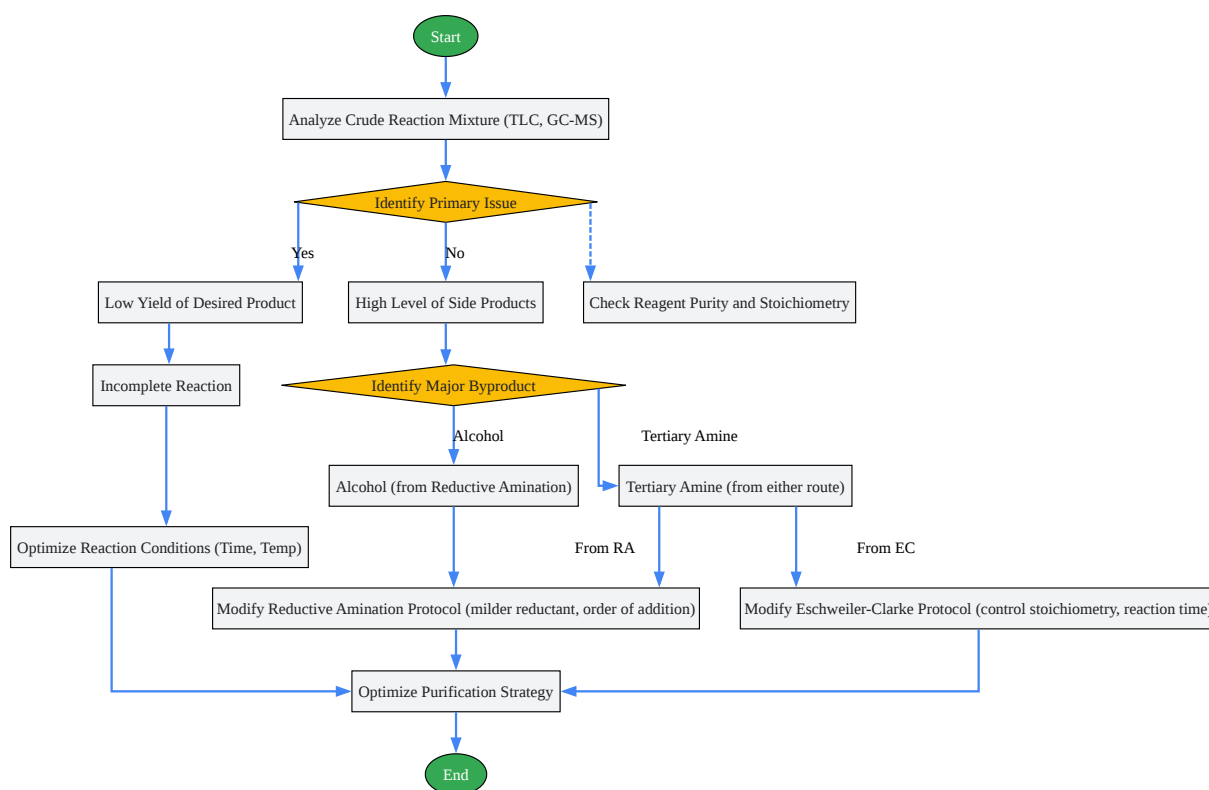 Start
Analyze Crude Reaction Mixture (TLC, GC-MS)
Identify Primary Issue
Yes
No
Low Yield of Desired Product
High Level of Side Products
Check Reagent Purity and Stoichiometry
Incomplete Reaction
Identify Major Byproduct
Alcohol
Tertiary Amine
Alcohol (from Reductive Amination)
Tertiary Amine (from either route)
Optimize Reaction Conditions (Time, Temp)
From RA
From EC
Modify Reductive Amination Protocol (milder reductant, order of addition)
Modify Eschweiler-Clarke Protocol (control stoichiometry, reaction time)
Optimize Purification Strategy
End